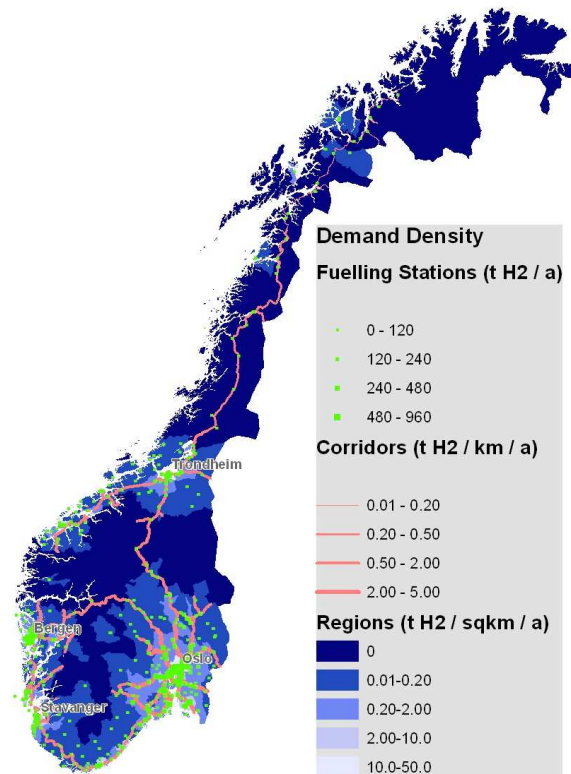 Demand Density
Fuelling Stations (t H2 / a)
0 - 120
120 - 240
240 - 480
480 - 960
Corridors (t H2 / km / a)
0.01 - 0.20
0.20 - 0.50
0.50 - 2.00
2.00 - 5.00
Regions (t H2 / sqkm / a)
0
0.01-0.20
0.20-2.00
2.00-10.0
10.0-50.0
Trondheim
Bergen
Oslo
Stavanger